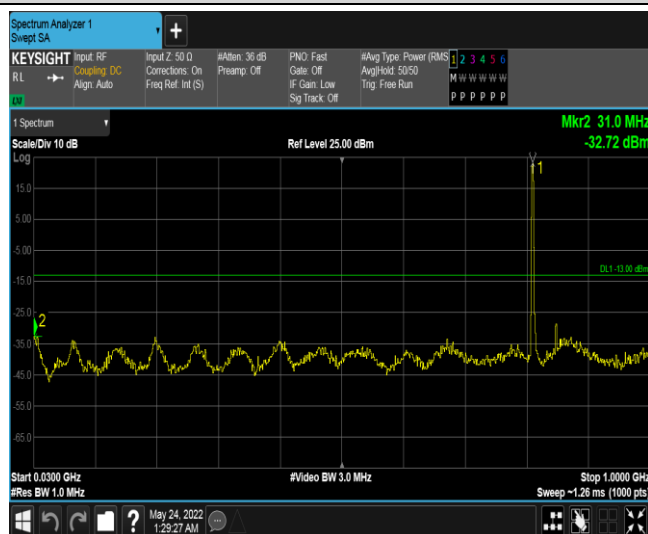 Spectrum Analyzer 1
Swept SA
+
KEYSIGHT Input: RF Input Z: 50 Ω #Atten: 36 dB PNO: Fast #Avg Type: Power (RMS 1 2 3 4 5 6
RL Coupling: DC Corrections: On Preamp: Off Gate: Off Avg|Hold: 50/50 M W W W W W
Align: Auto Freq Ref: Int (S) IF Gain: Low Trig: Free Run P P P P P P
LXI Sig Track: Off
1 Spectrum Mkr2 31.0 MHz
Scale/Div 10 dB Ref Level 25.00 dBm -32.72 dBm
Log
1
15.0
5.00
-5.00
DL1 -13.00 dBm
-15.0
-25.0
2
-35.0
-45.0
-55.0
-65.0
Start 0.0300 GHz #Video BW 3.0 MHz Stop 1.0000 GHz
#Res BW 1.0 MHz Sweep ~1.26 ms (1000 pts)
? May 24, 2022
1:29:27 AM